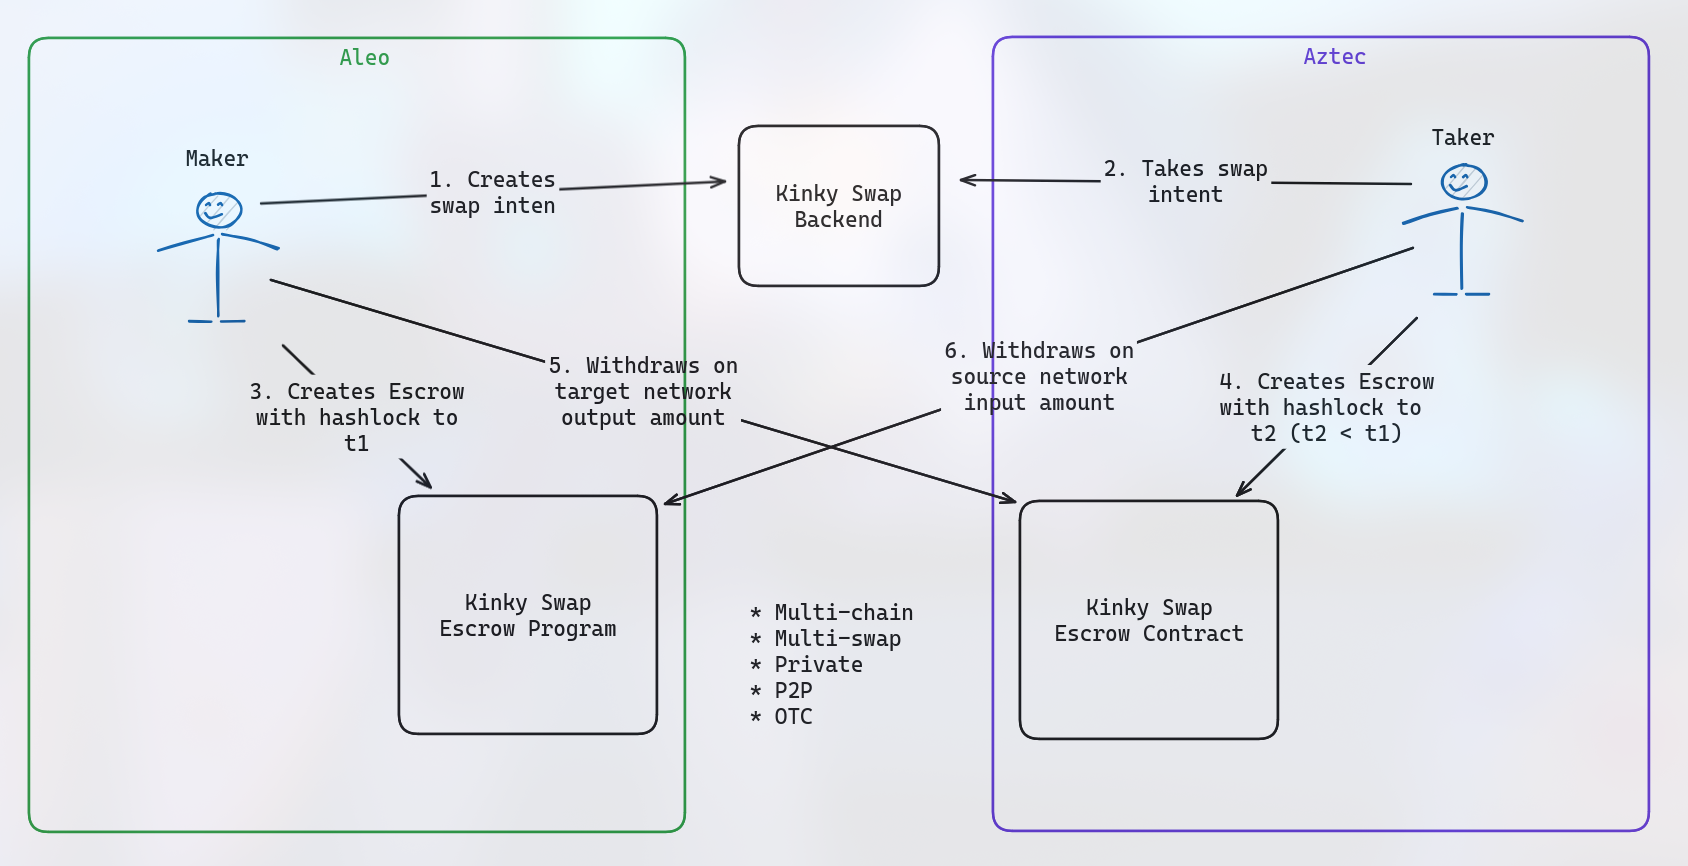 Aleo
Aztec
Maker
Taker
1. Creates
swap inten
Kinky Swap
Backend
2. Takes swap
intent
3. Creates Escrow
with hashlock to
t1
5. Withdraws on
target network
output amount
6. Withdraws on
source network
input amount
4. Creates Escrow
with hashlock to
t2 (t2 < t1)
Kinky Swap
Escrow Program
* Multi-chain
* Multi-swap
* Private
* P2P
* OTC
Kinky Swap
Escrow Contract